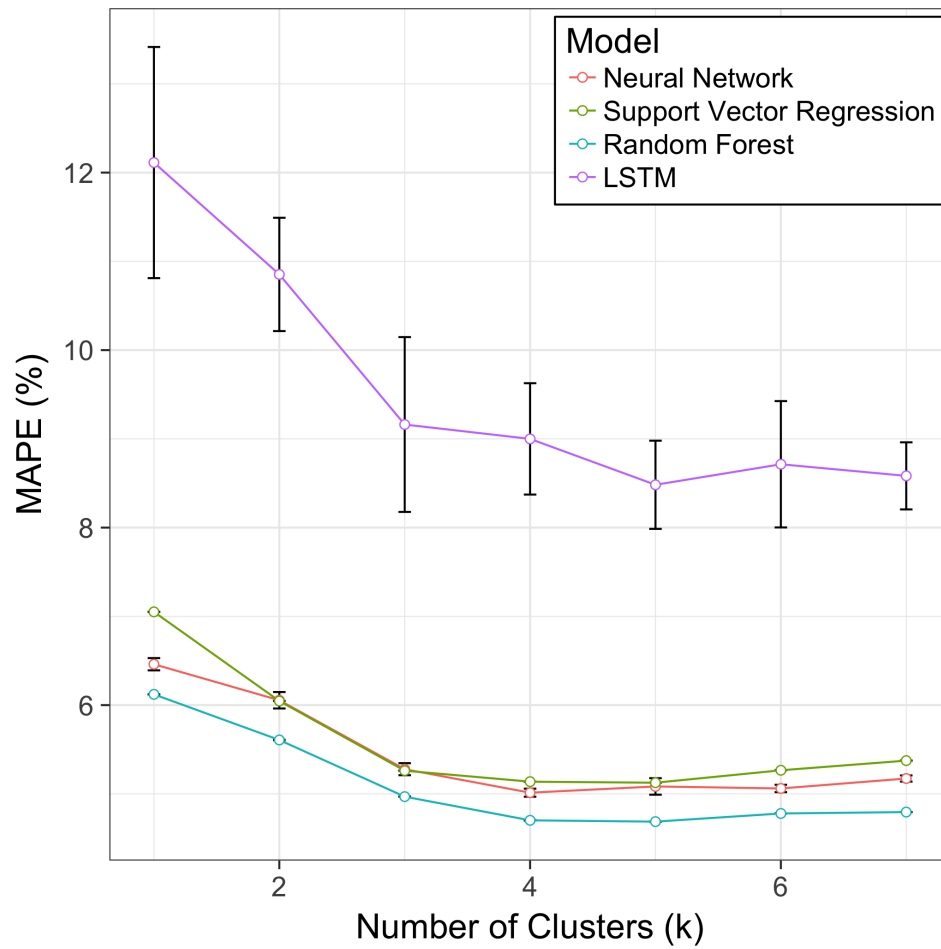 Model
Neural Network
Support Vector Regression
Random Forest
LSTM
12
10
8
6
MAPE (%)
2
4
6
Number of Clusters (k)